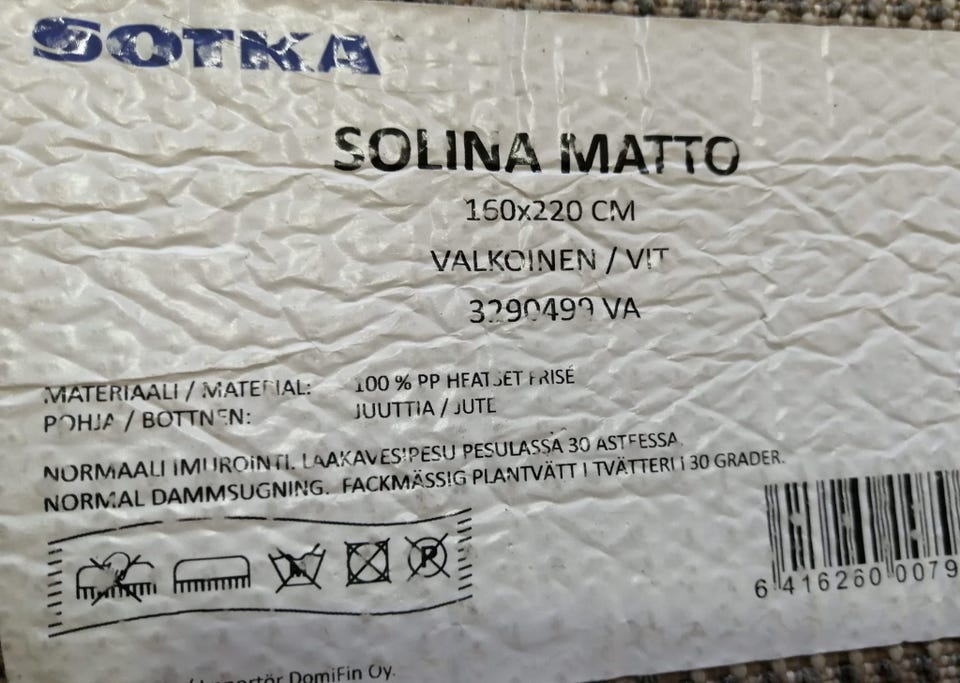 SOTKA
SOLINA MATTO
160x220 CM
VALKOINEN / VIT
3290499 VA
MATERIAALI / MATERIAL: 100 % PP HEATSET FRISÉ
POHJA / BOTTNEN: JUUTTIA / JUTE
NORMAALI IMUROINTI. LAAKAVESIPESU PESULASSA 30 ASTEESSA.
NORMAL DAMMSUGNING. FACKMÄSSIG PLANTVÄTT I TVÄTTERI I 30 GRADER.
P
6 416260 0079
DomiFin Oy.